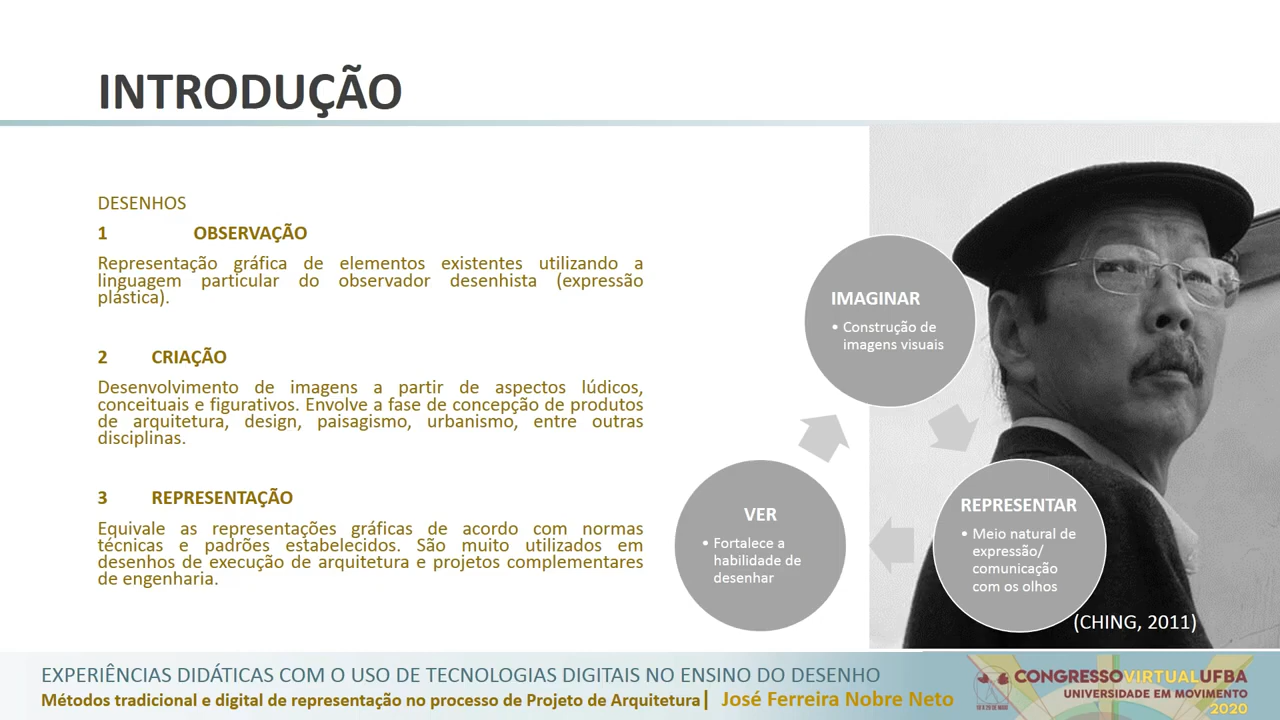 INTRODUÇÃO
DESENHOS
1 OBSERVAÇÃO
Representação gráfica de elementos existentes utilizando a
linguagem particular do observador desenhista (expressão
plástica).
2 CRIAÇÃO
Desenvolvimento de imagens a partir de aspectos lúdicos,
conceituais e figurativos. Envolve a fase de concepção de produtos
de arquitetura, design, paisagismo, urbanismo, entre outras
disciplinas.
3 REPRESENTAÇÃO
Equivale as representações gráficas de acordo com normas
técnicas e padrões estabelecidos. São muito utilizados em
desenhos de execução de arquitetura e projetos complementares
de engenharia.
IMAGINAR
• Construção de
imagens visuais
REPRESENTAR
• Meio natural de
expressão/
comunicação
com os olhos
VER
• Fortalece a
habilidade de
desenhar
(CHING, 2011)
EXPERIÊNCIAS DIDÁTICAS COM O USO DE TECNOLOGIAS DIGITAIS NO ENSINO DO DESENHO
Métodos tradicional e digital de representação no processo de Projeto de Arquitetura| José Ferreira Nobre Neto
CONGRESSOVIRTUALUFBA
UNIVERSIDADE EM MOVIMENTO
2020